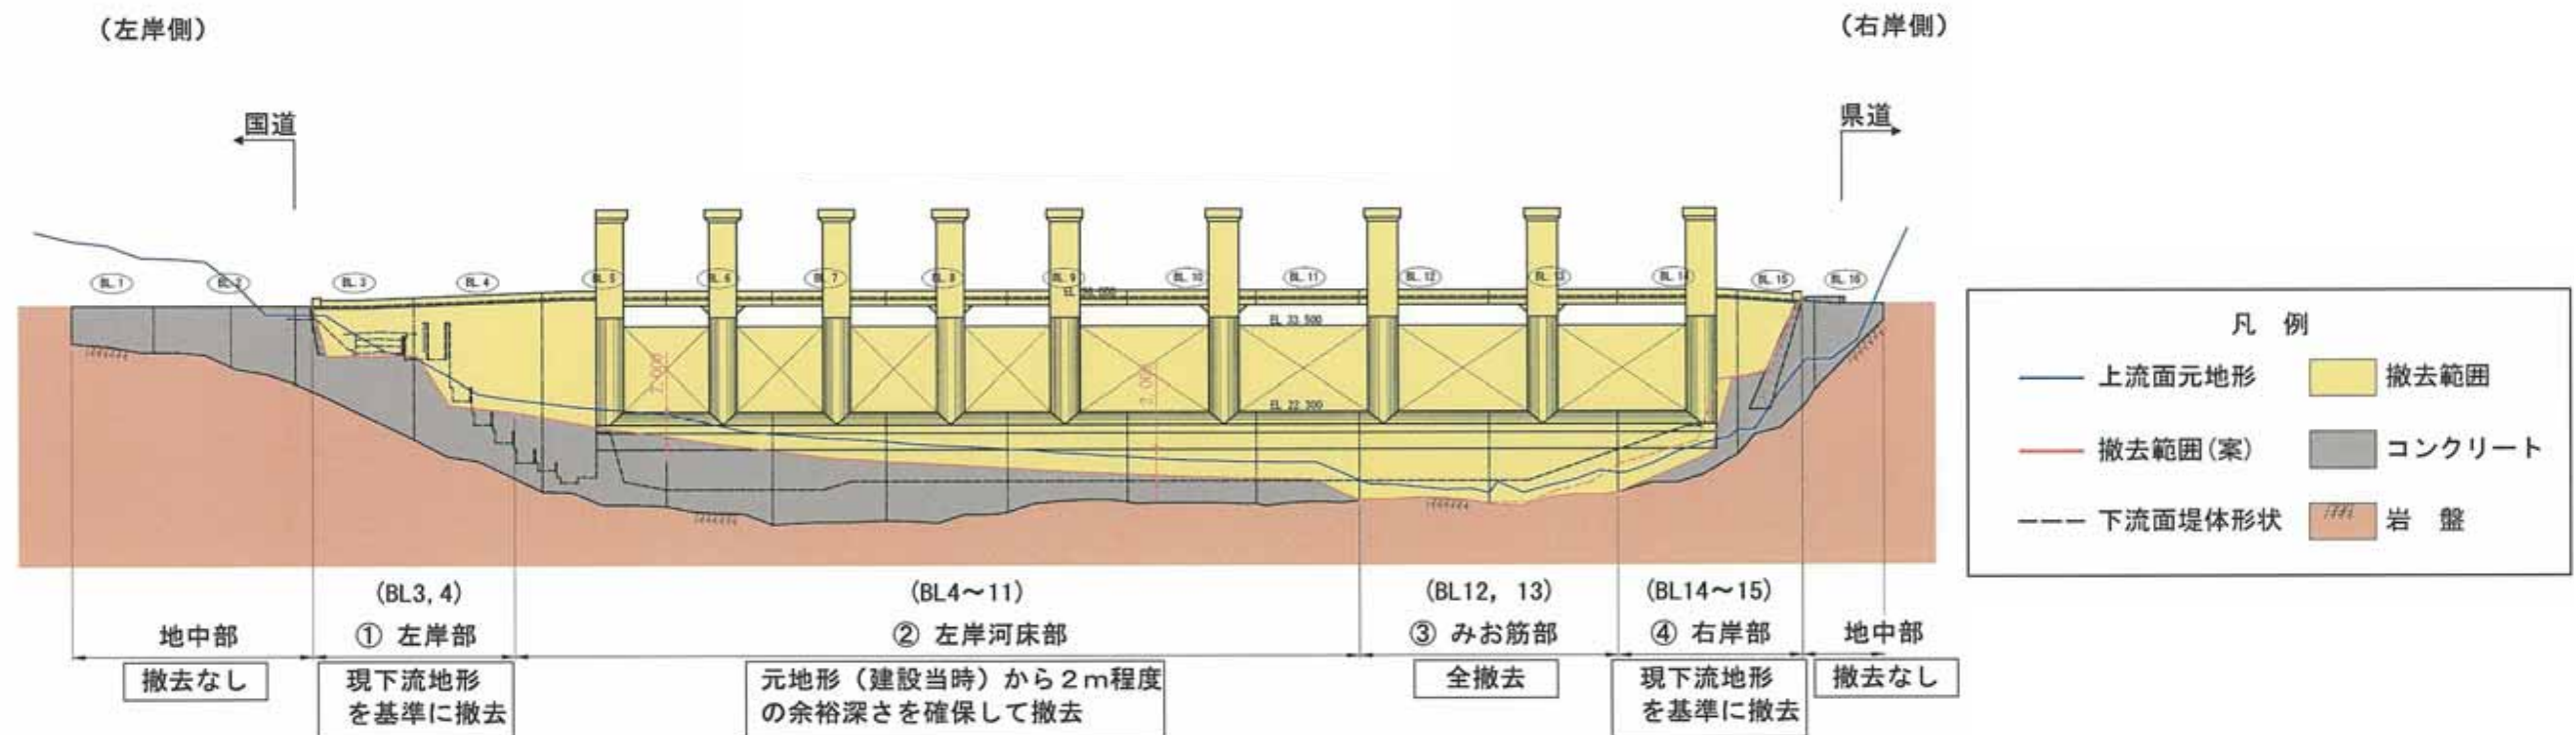 （左岸側）
（右岸側）
国道
県道
BL.1
BL.2
BL.3
BL.4
BL.5
BL.6
BL.7
BL.8
BL.9
BL.10
BL.11
BL.12
BL.13
BL.14
BL.15
BL.16
EL 33.500
EL 22.300
2.000
2.000
凡 例
上流面元地形
撤去範囲
撤去範囲(案)
コンクリート
下流面堤体形状
岩 盤
(BL3,4)
(BL4～11)
(BL12, 13)
(BL14～15)
地中部
① 左岸部
② 左岸河床部
③ みお筋部
④ 右岸部
地中部
撤去なし
現下流地形
を基準に撤去
元地形（建設当時）から２ｍ程度
の余裕深さを確保して撤去
全撤去
現下流地形
を基準に撤去
撤去なし